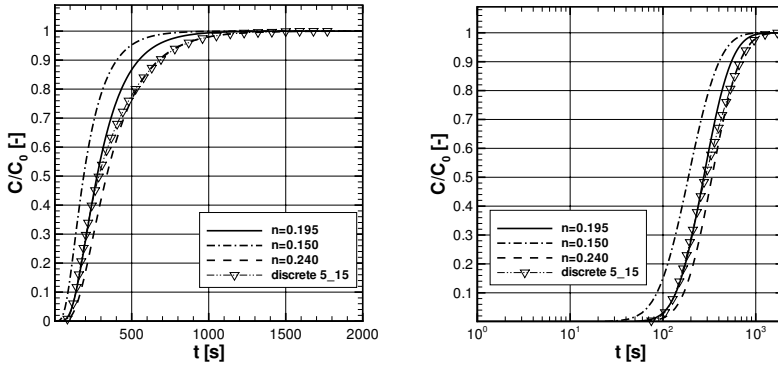 C/C0 [-]
1
0.9
0.8
0.7
0.6
0.5
0.4
0.3
0.2
0.1
0
500
1000
1500
2000
t [s]
n=0.195
n=0.150
n=0.240
discrete 5_15
C/C0 [-]
1
0.9
0.8
0.7
0.6
0.5
0.4
0.3
0.2
0.1
10^0
10^1
10^2
10^3
t [s]
n=0.195
n=0.150
n=0.240
discrete 5_15